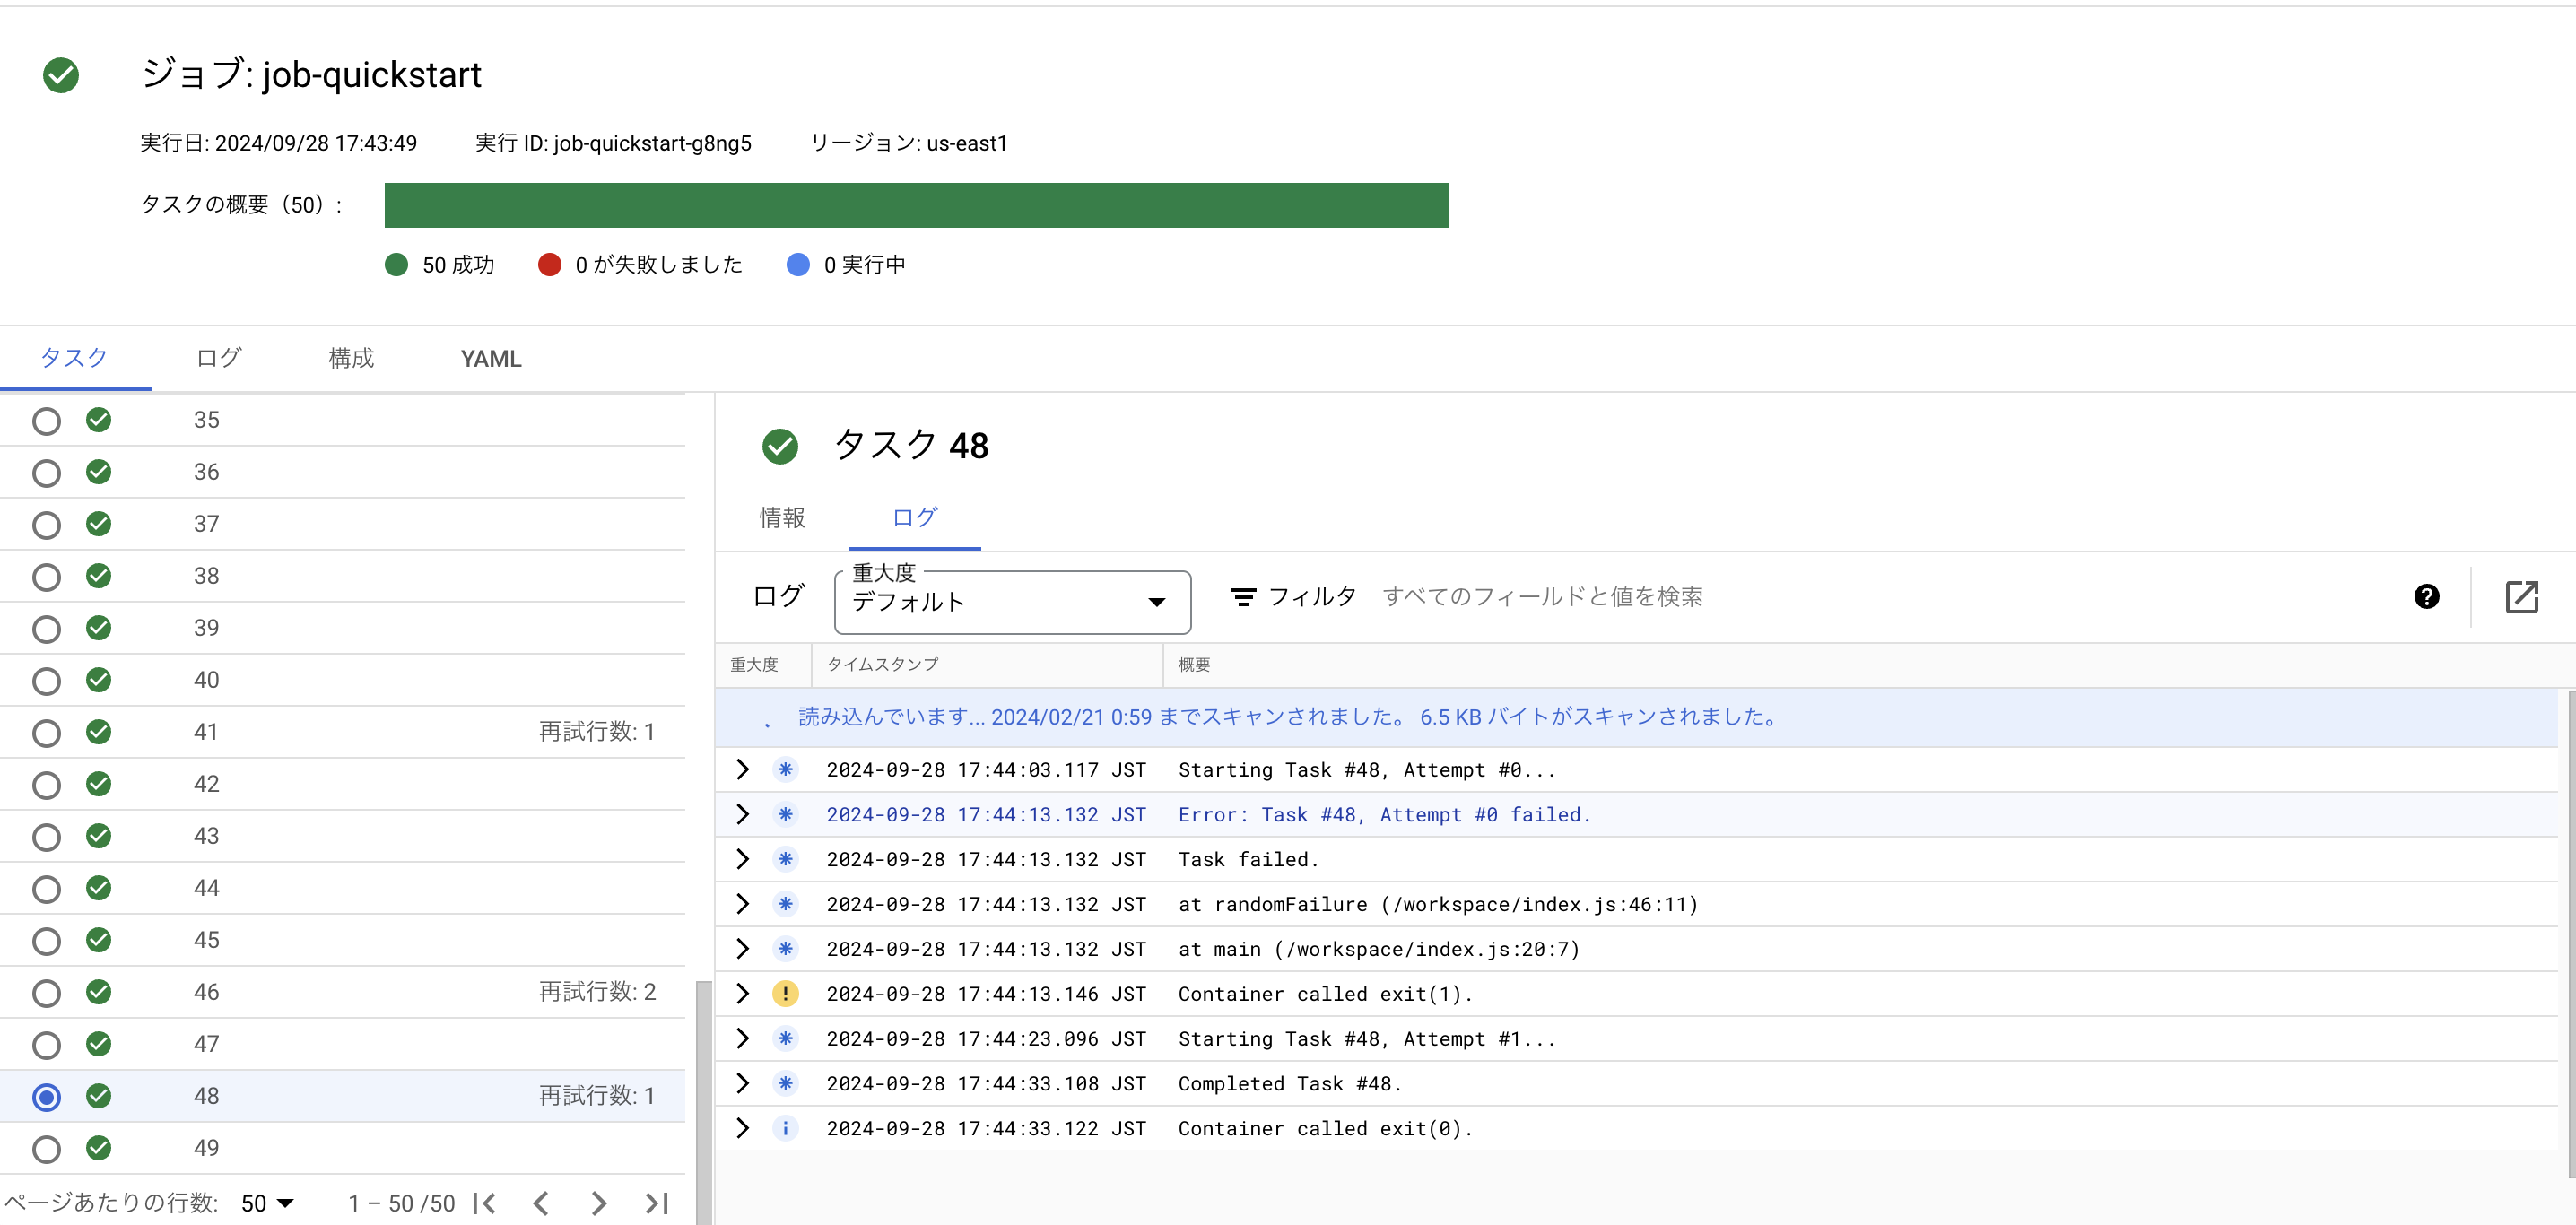 ジョブ: job-quickstart
実行日: 2024/09/28 17:43:49 実行 ID: job-quickstart-g8ng5 リージョン: us-east1
タスクの概要（50）:
50 成功 0 が失敗しました 0 実行中
タスク ログ 構成 YAML
35
36
37
38
39
40
41 再試行数: 1
42
43
44
45
46 再試行数: 2
47
48 再試行数: 1
49
ページあたりの行数: 50 1 – 50 /50
タスク 48
情報 ログ
ログ 重大度 デフォルト フィルタ すべてのフィールドと値を検索
重大度 タイムスタンプ 概要
読み込んでいます... 2024/02/21 0:59 までスキャンされました。 6.5 KB バイトがスキャンされました。
2024-09-28 17:44:03.117 JST Starting Task #48, Attempt #0...
2024-09-28 17:44:13.132 JST Error: Task #48, Attempt #0 failed.
2024-09-28 17:44:13.132 JST Task failed.
2024-09-28 17:44:13.132 JST at randomFailure (/workspace/index.js:46:11)
2024-09-28 17:44:13.132 JST at main (/workspace/index.js:20:7)
2024-09-28 17:44:13.146 JST Container called exit(1).
2024-09-28 17:44:23.096 JST Starting Task #48, Attempt #1...
2024-09-28 17:44:33.108 JST Completed Task #48.
2024-09-28 17:44:33.122 JST Container called exit(0).